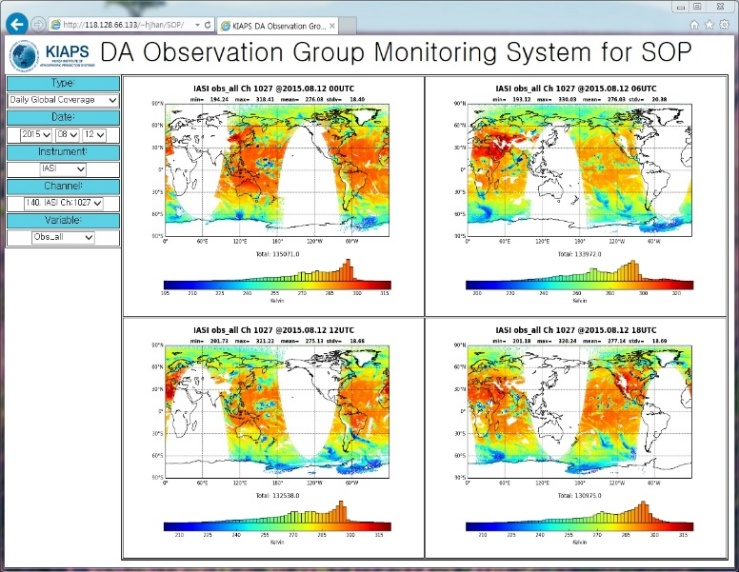 http://118.128.66.133/~hjhan/SOP/
KIAPS DA Observation Gro...
KIAPS
DA Observation Group Monitoring System for SOP
Type:
Daily Global Coverage
Date:
2015 08 12
Instrument:
IASI
Channel:
140. IASI Ch:1027
Variable:
Obs_all
IASI obs_all Ch 1027 @2015.08.12 00UTC
min= 194.24 max= 318.41 mean= 276.03 stdv= 18.40
90°N
60°N
30°N
0°
30°S
60°S
90°S
0° 60°E 120°E 180° 120°W 60°W
Total: 135071.0
195 210 225 240 255 270 285 300 315
Kelvin
IASI obs_all Ch 1027 @2015.08.12 06UTC
min= 193.12 max= 330.03 mean= 276.03 stdv= 20.38
90°N
60°N
30°N
0°
30°S
60°S
90°S
0° 60°E 120°E 180° 120°W 60°W
Total: 133972.0
200 220 240 260 280 300 320
Kelvin
IASI obs_all Ch 1027 @2015.08.12 12UTC
min= 201.73 max= 321.22 mean= 275.13 stdv= 18.68
90°N
60°N
30°N
0°
30°S
60°S
90°S
0° 60°E 120°E 180° 120°W 60°W
Total: 132538.0
210 225 240 255 270 285 300 315
Kelvin
IASI obs_all Ch 1027 @2015.08.12 18UTC
min= 201.38 max= 320.24 mean= 277.14 stdv= 18.69
90°N
60°N
30°N
0°
30°S
60°S
90°S
0° 60°E 120°E 180° 120°W 60°W
Total: 130975.0
210 225 240 255 270 285 300 315
Kelvin